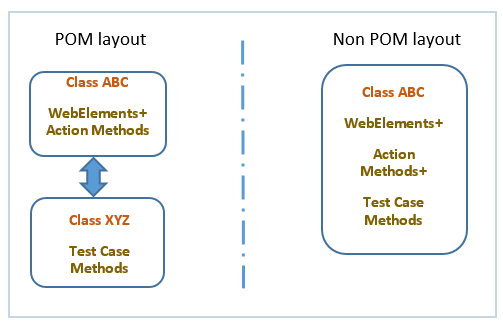 POM layout
Class ABC
WebElements+
Action Methods
Class XYZ
Test Case
Methods
Non POM layout
Class ABC
WebElements+
Action
Methods+
Test Case
Methods